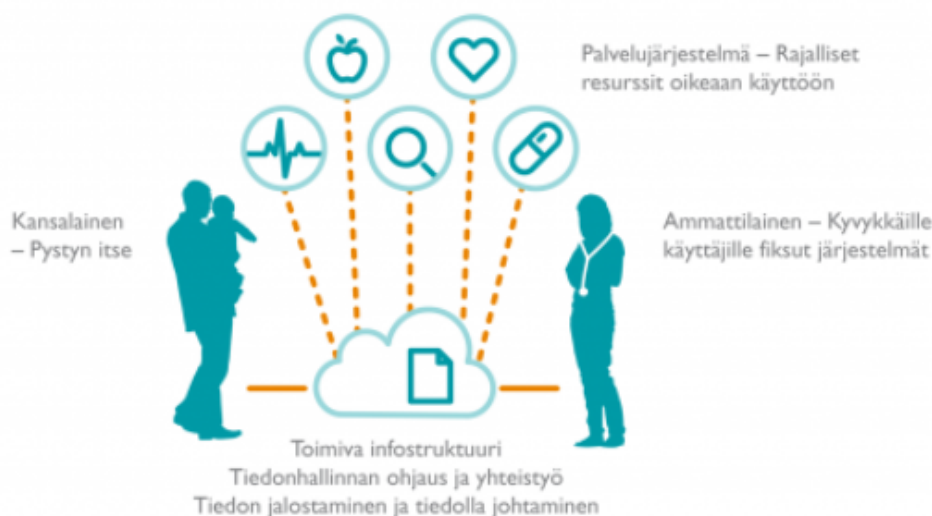 Palvelujärjestelmä – Rajalliset
resurssit oikeaan käyttöön
Kansalainen
– Pystyn itse
Ammattilainen – Kyvykkäille
käyttäjille fiksut järjestelmät
Toimiva infostruktuuri
Tiedonhallinnan ohjaus ja yhteistyö
Tiedon jalostaminen ja tiedolla johtaminen